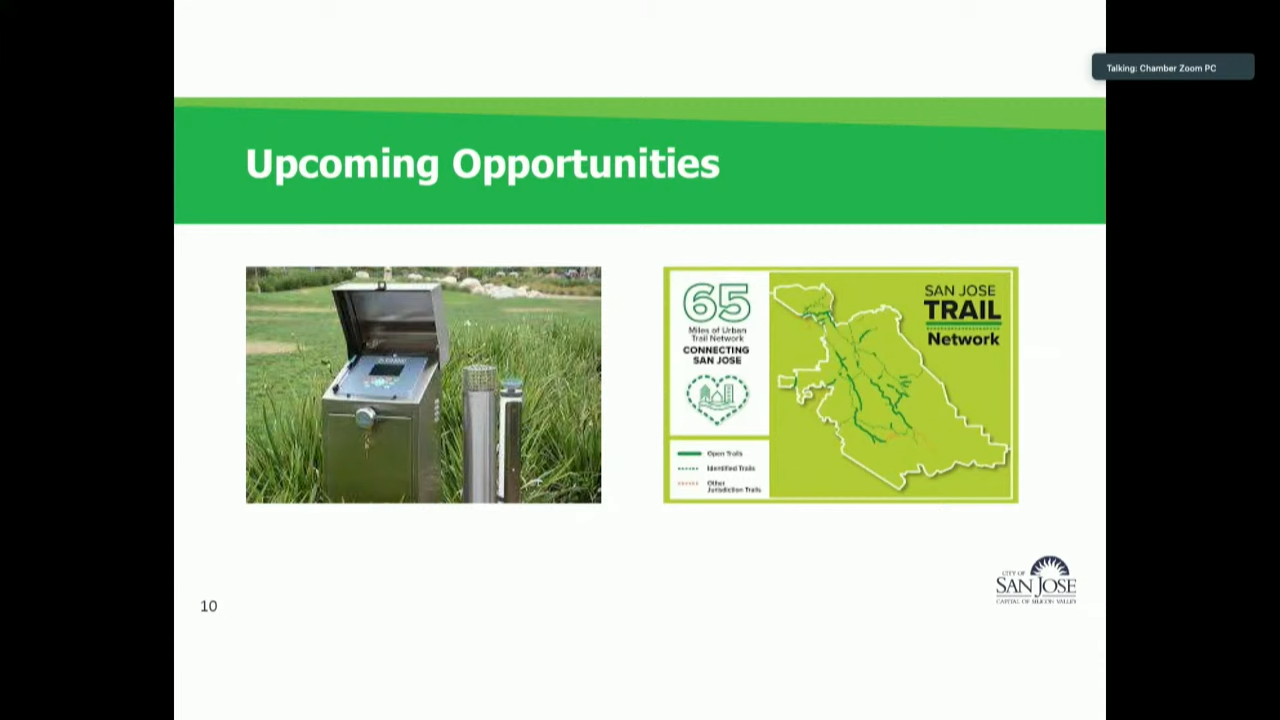 Talking: Chamber Zoom PC
Upcoming Opportunities
65
Miles of Urban
Trail Network
CONNECTING
SAN JOSE
SAN JOSE
TRAIL
Network
Open Trails
Identified Trails
Other
Jurisdiction Trails
CITY OF
SAN JOSE
CAPITAL OF SILICON VALLEY
10